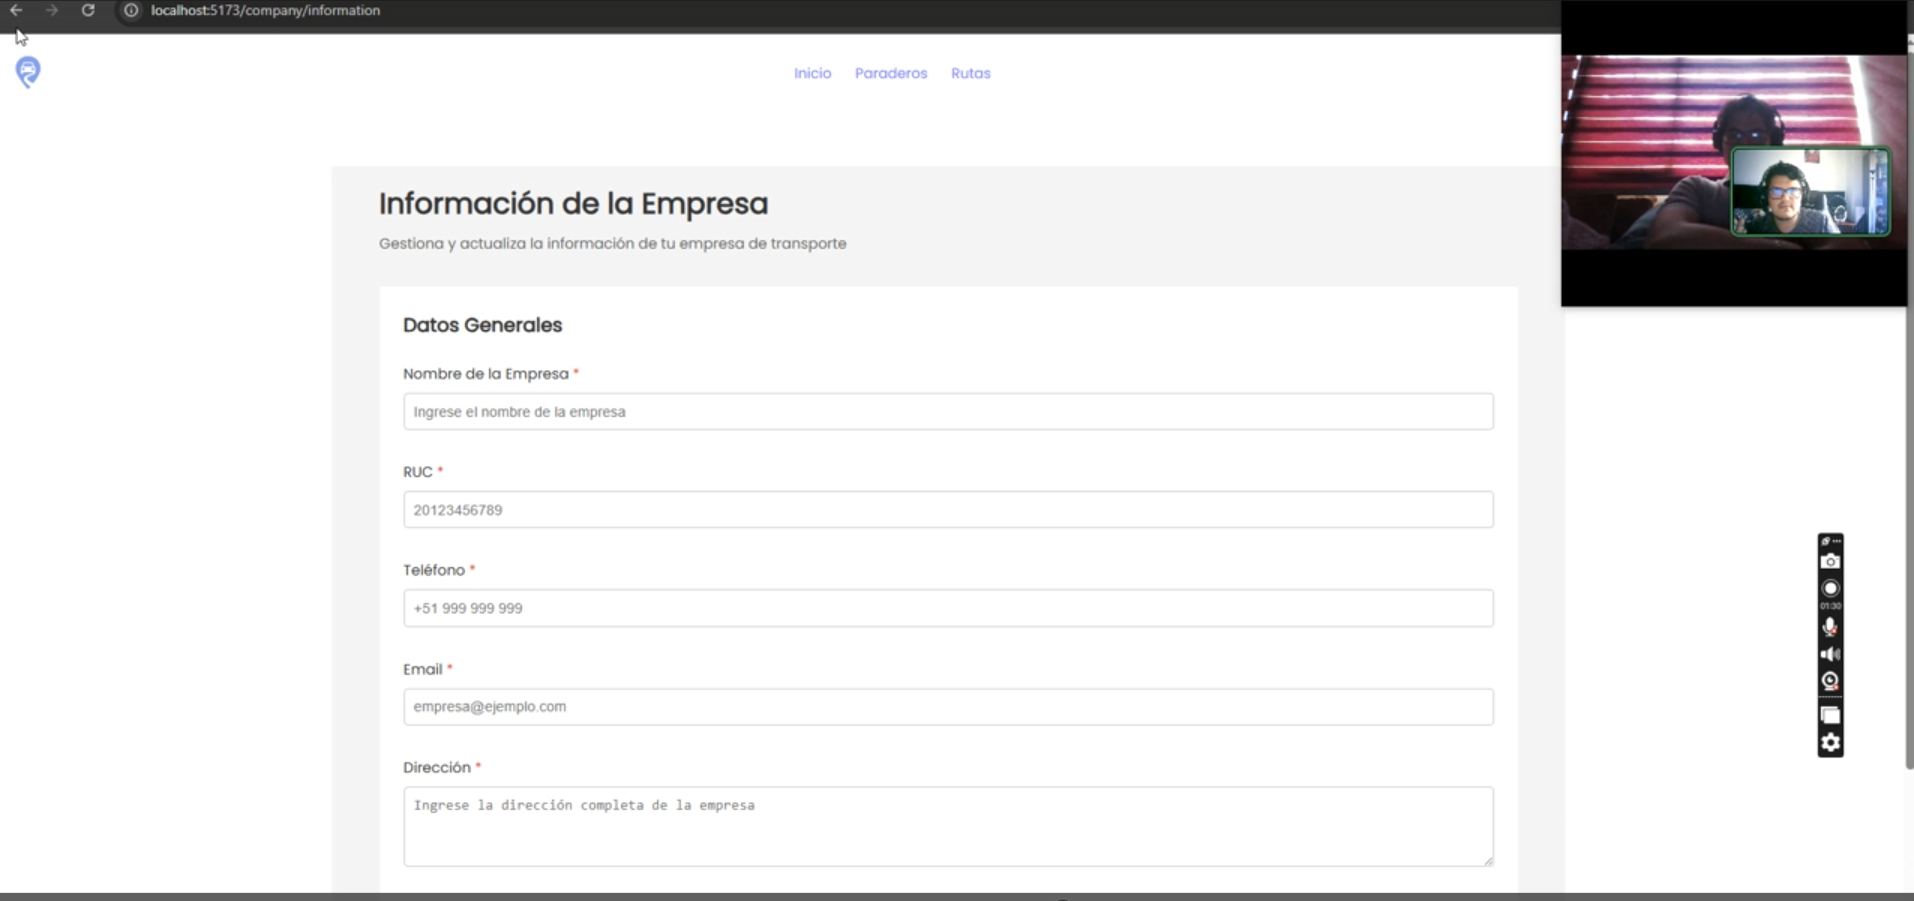 localhost:5173/company/information
Inicio Paraderos Rutas
Información de la Empresa
Gestiona y actualiza la información de tu empresa de transporte
Datos Generales
Nombre de la Empresa *
Ingrese el nombre de la empresa
RUC *
20123456789
Teléfono *
+51 999 999 999
Email *
empresa@ejemplo.com
Dirección *
Ingrese la dirección completa de la empresa
01:30